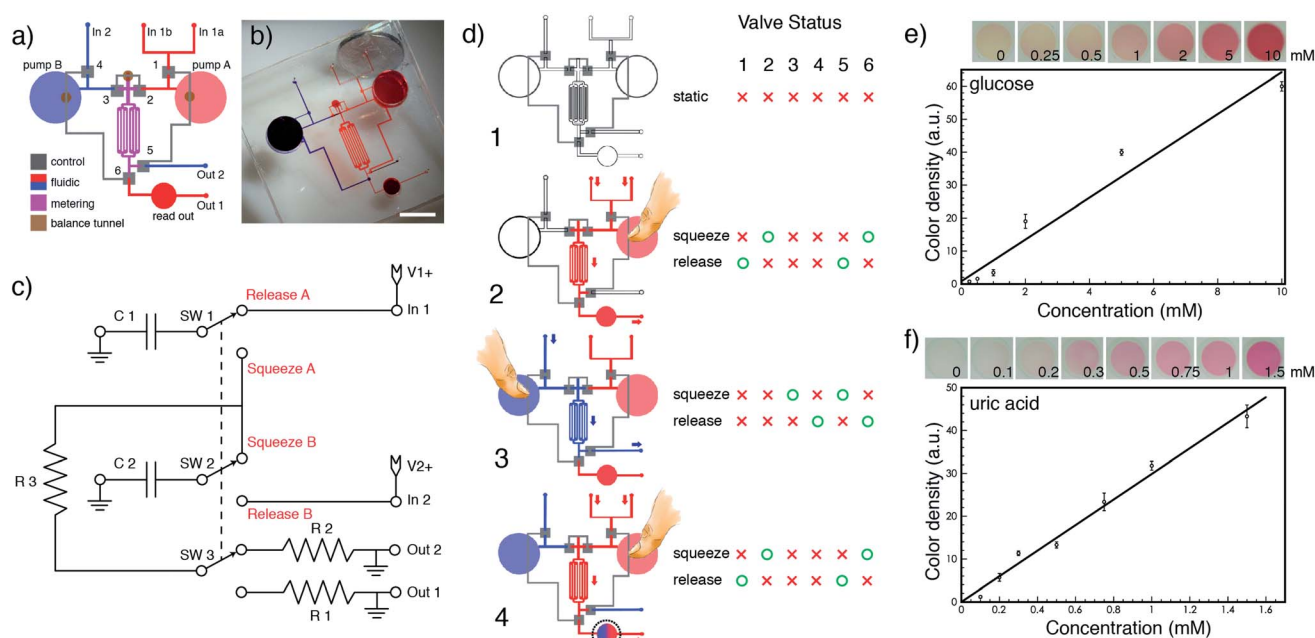 a)
In 2
In 1b
In 1a
pump B
pump A
4
1
3
2
5
6
control
fluidic
metering
balance tunnel
Out 2
Out 1
read out
b)
c)
V1+
Release A
In 1
C 1
SW 1
Squeeze A
Squeeze B
V2+
R 3
C 2
SW 2
In 2
Release B
R 2
SW 3
Out 2
Out 1
R 1
d)
Valve Status
1 2 3 4 5 6
static × × × × × ×
1
squeeze × O × × × O
release O × × × O ×
2
squeeze × × O × O ×
release × × × O × O
3
squeeze × O × × × O
release O × × × O ×
4
e)
0 0.25 0.5 1 2 5 10 mM
glucose
Color density (a.u.)
60
50
40
30
20
10
0
0 2 4 6 8 10
Concentration (mM)
f)
0 0.1 0.2 0.3 0.5 0.75 1 1.5 mM
uric acid
Color density (a.u.)
50
40
30
20
10
0
0 0.2 0.4 0.6 0.8 1.0 1.2 1.4 1.6
Concentration (mM)